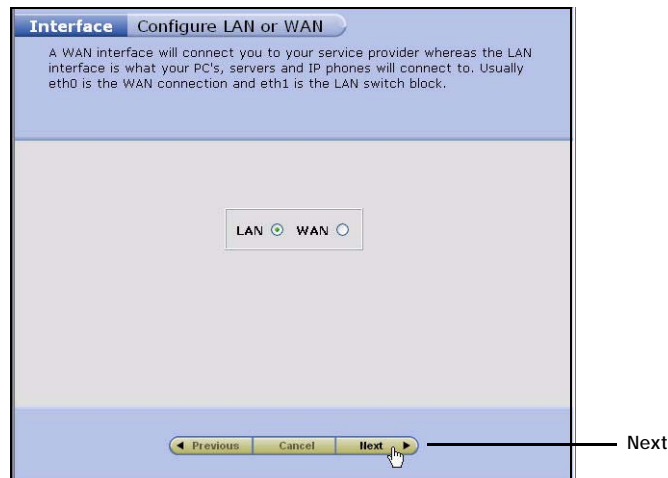 Interface Configure LAN or WAN
A WAN interface will connect you to your service provider whereas the LAN
interface is what your PC's, servers and IP phones will connect to. Usually
eth0 is the WAN connection and eth1 is the LAN switch block.
LAN WAN
Previous Cancel Next
Next